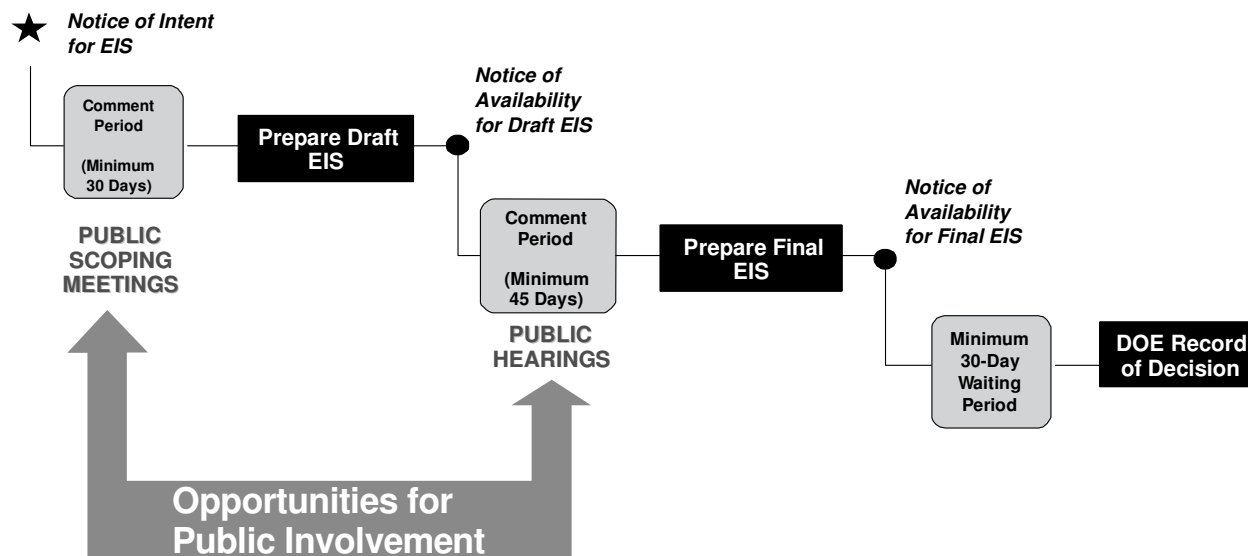 Notice of Intent
for EIS
Comment
Period
(Minimum
30 Days)
PUBLIC
SCOPING
MEETINGS
Prepare Draft
EIS
Notice of
Availability
for Draft EIS
Comment
Period
(Minimum
45 Days)
PUBLIC
HEARINGS
Prepare Final
EIS
Notice of
Availability
for Final EIS
Minimum
30-Day
Waiting
Period
DOE Record
of Decision
Opportunities for
Public Involvement